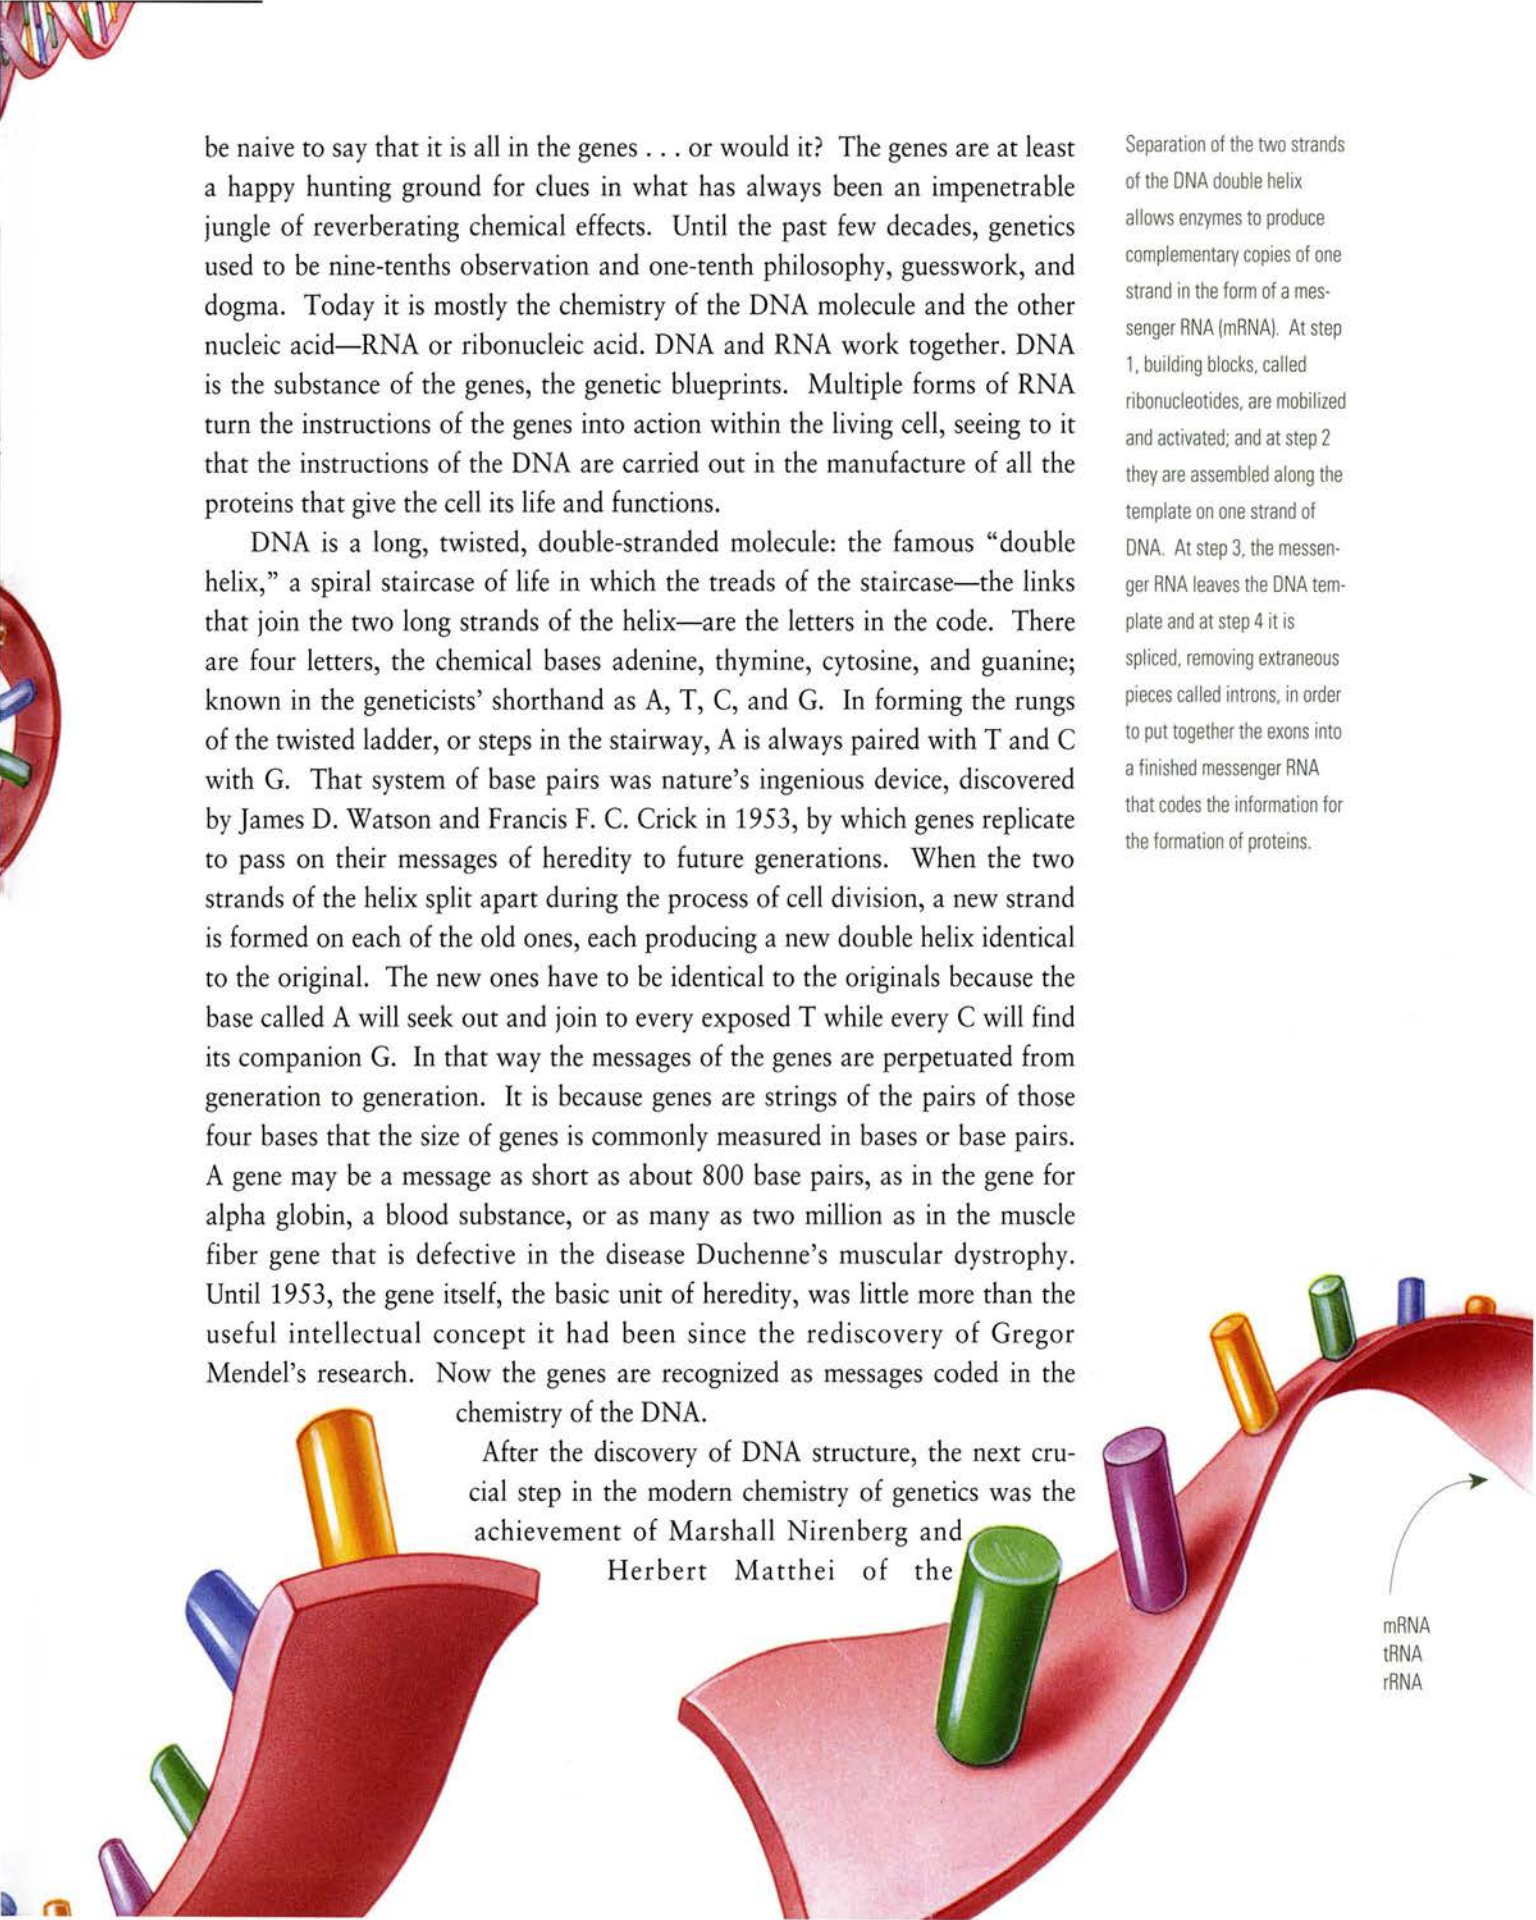 be naive to say that it is all in the genes . . . or would it? The genes are at least
a happy hunting ground for clues in what has always been an impenetrable
jungle of reverberating chemical effects. Until the past few decades, genetics
used to be nine-tenths observation and one-tenth philosophy, guesswork, and
dogma. Today it is mostly the chemistry of the DNA molecule and the other
nucleic acid—RNA or ribonucleic acid. DNA and RNA work together. DNA
is the substance of the genes, the genetic blueprints. Multiple forms of RNA
turn the instructions of the genes into action within the living cell, seeing to it
that the instructions of the DNA are carried out in the manufacture of all the
proteins that give the cell its life and functions.
DNA is a long, twisted, double-stranded molecule: the famous “double
helix,” a spiral staircase of life in which the treads of the staircase—the links
that join the two long strands of the helix—are the letters in the code. There
are four letters, the chemical bases adenine, thymine, cytosine, and guanine;
known in the geneticists’ shorthand as A, T, C, and G. In forming the rungs
of the twisted ladder, or steps in the stairway, A is always paired with T and C
with G. That system of base pairs was nature’s ingenious device, discovered
by James D. Watson and Francis F. C. Crick in 1953, by which genes replicate
to pass on their messages of heredity to future generations. When the two
strands of the helix split apart during the process of cell division, a new strand
is formed on each of the old ones, each producing a new double helix identical
to the original. The new ones have to be identical to the originals because the
base called A will seek out and join to every exposed T while every C will find
its companion G. In that way the messages of the genes are perpetuated from
generation to generation. It is because genes are strings of the pairs of those
four bases that the size of genes is commonly measured in bases or base pairs.
A gene may be a message as short as about 800 base pairs, as in the gene for
alpha globin, a blood substance, or as many as two million as in the muscle
fiber gene that is defective in the disease Duchenne’s muscular dystrophy.
Until 1953, the gene itself, the basic unit of heredity, was little more than the
useful intellectual concept it had been since the rediscovery of Gregor
Mendel’s research. Now the genes are recognized as messages coded in the
chemistry of the DNA.
After the discovery of DNA structure, the next cru-
cial step in the modern chemistry of genetics was the
achievement of Marshall Nirenberg and
Herbert Matthei of the
Separation of the two strands
of the DNA double helix
allows enzymes to produce
complementary copies of one
strand in the form of a mes-
senger RNA (mRNA). At step
1, building blocks, called
ribonucleotides, are mobilized
and activated; and at step 2
they are assembled along the
template on one strand of
DNA. At step 3, the messen-
ger RNA leaves the DNA tem-
plate and at step 4 it is
spliced, removing extraneous
pieces called introns, in order
to put together the exons into
a finished messenger RNA
that codes the information for
the formation of proteins.
mRNA
tRNA
rRNA